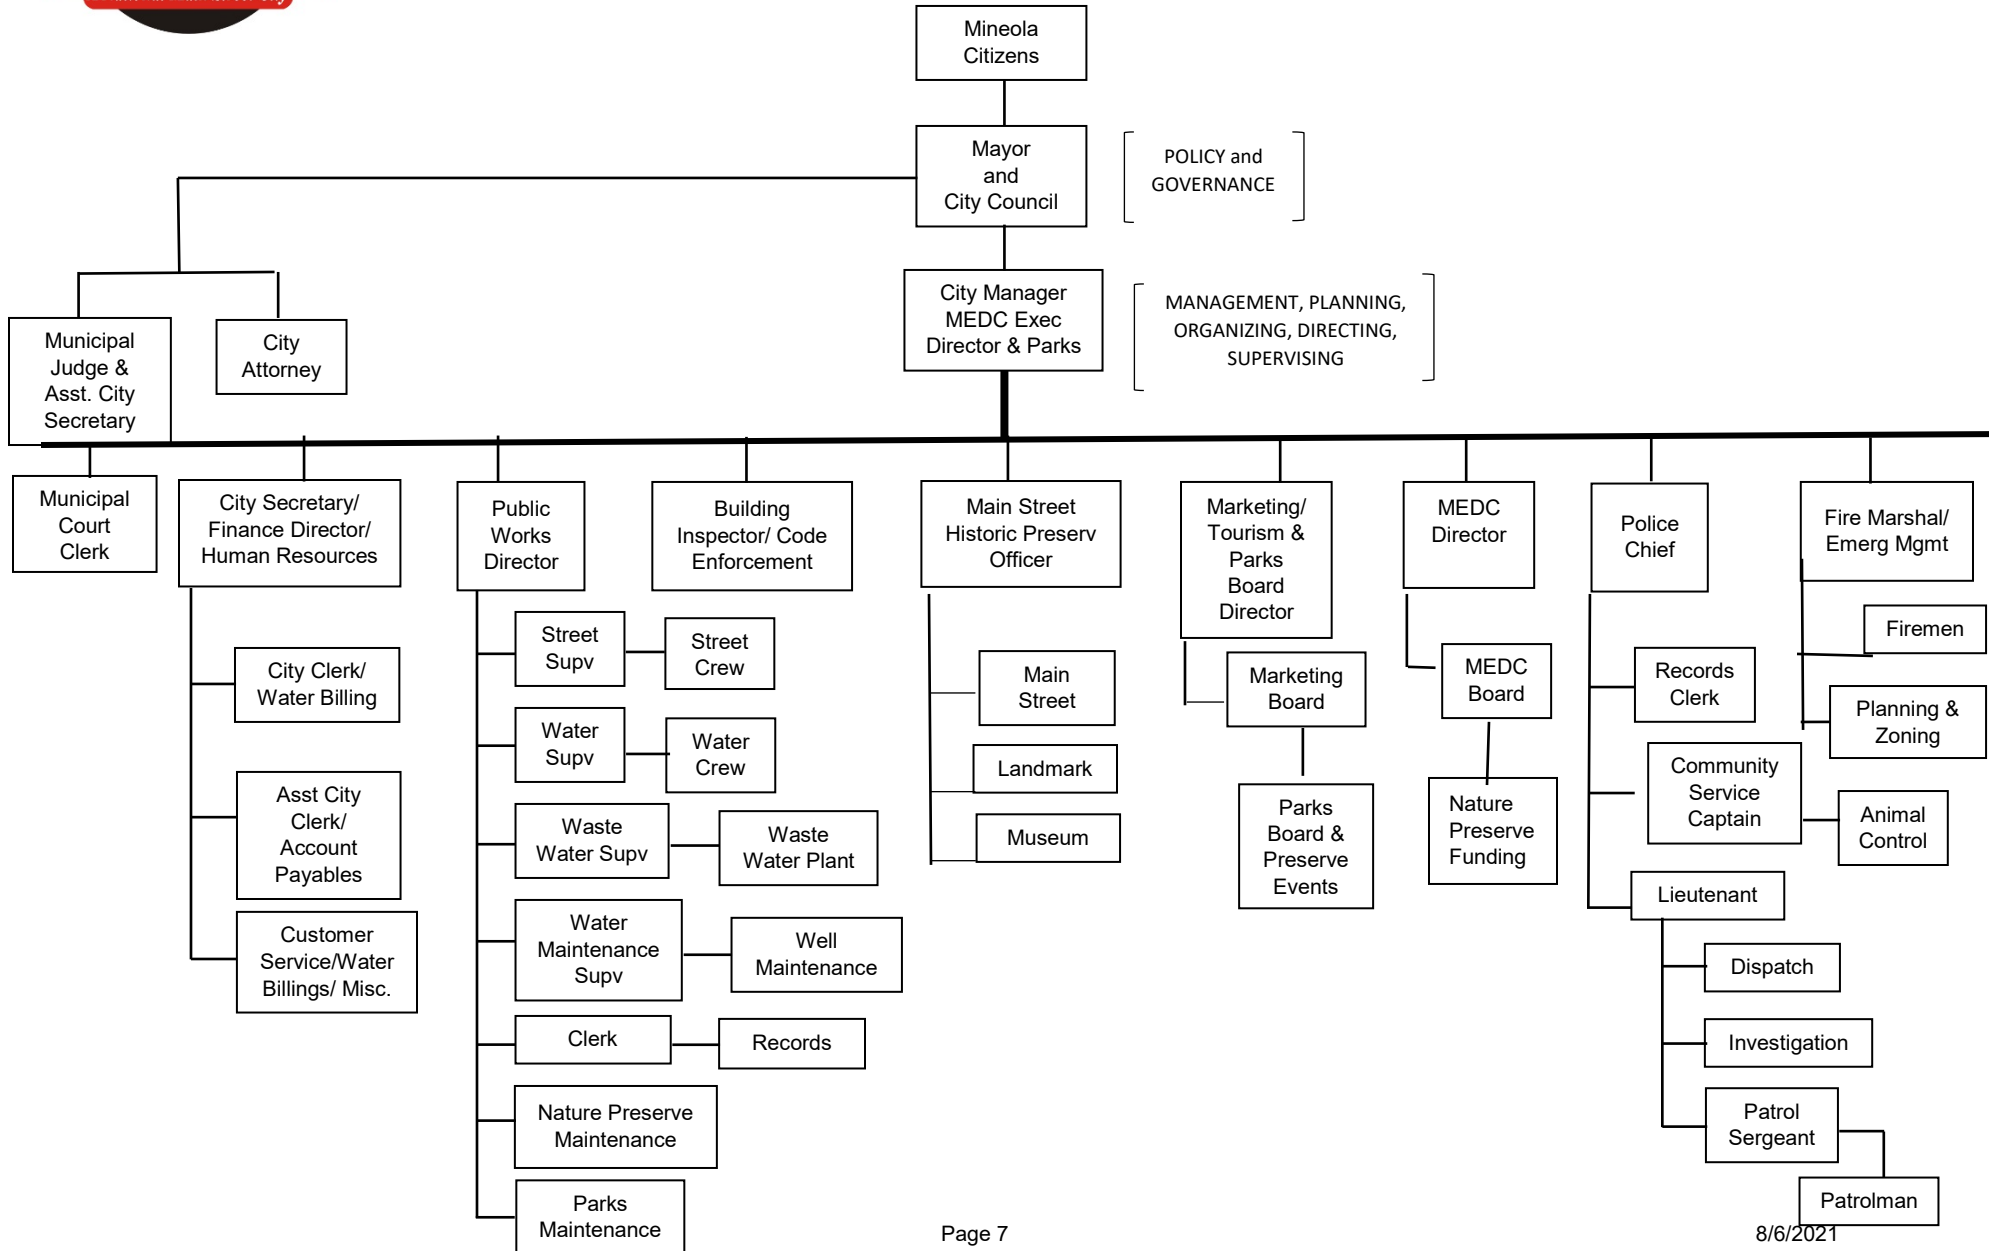 Mineola
Citizens
Mayor
and
City Council
POLICY and
GOVERNANCE
City Manager
MEDC Exec
Director & Parks
MANAGEMENT, PLANNING,
ORGANIZING, DIRECTING,
SUPERVISING
Municipal
Judge &
Asst. City
Secretary
City
Attorney
Municipal
Court
Clerk
City Secretary/
Finance Director/
Human Resources
City Clerk/
Water Billing
Asst City
Clerk/
Account
Payables
Customer
Service/Water
Billings/ Misc.
Public
Works
Director
Street
Supv
Street
Crew
Water
Supv
Water
Crew
Waste
Water Supv
Waste
Water Plant
Water
Maintenance
Supv
Well
Maintenance
Clerk
Records
Nature Preserve
Maintenance
Parks
Maintenance
Building
Inspector/ Code
Enforcement
Main Street
Historic Preserv
Officer
Main
Street
Landmark
Museum
Marketing/
Tourism &
Parks
Board
Director
Marketing
Board
Parks
Board &
Preserve
Events
MEDC
Director
MEDC
Board
Nature
Preserve
Funding
Police
Chief
Records
Clerk
Community
Service
Captain
Animal
Control
Lieutenant
Dispatch
Investigation
Patrol
Sergeant
Patrolman
Fire Marshal/
Emerg Mgmt
Firemen
Planning &
Zoning
Page 7
8/6/2021